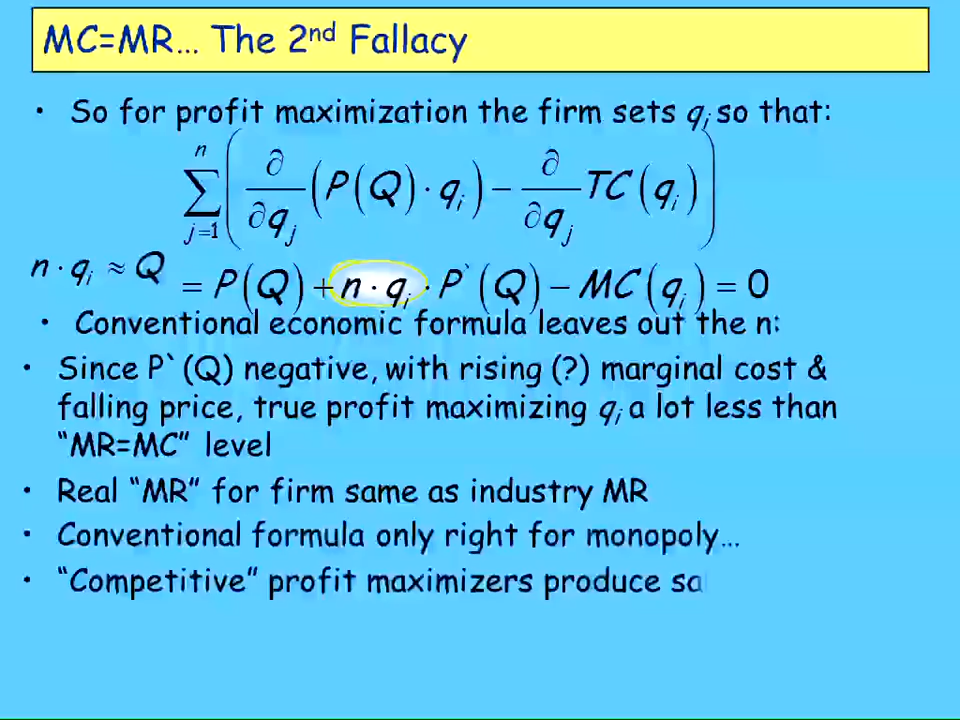 MC=MR… The 2nd Fallacy
• So for profit maximization the firm sets qi so that:
∑ⁿⱼ₌₁ ( ∂/∂qⱼ (P(Q)·qᵢ) − ∂/∂qⱼ TC(qᵢ) )
n·qᵢ ≈ Q
= P(Q) + n·qᵢ·P`(Q) − MC(qᵢ) = 0
• Conventional economic formula leaves out the n:
• Since P`(Q) negative, with rising (?) marginal cost &
falling price, true profit maximizing qi a lot less than
“MR=MC” level
• Real “MR” for firm same as industry MR
• Conventional formula only right for monopoly…
• “Competitive” profit maximizers produce sa